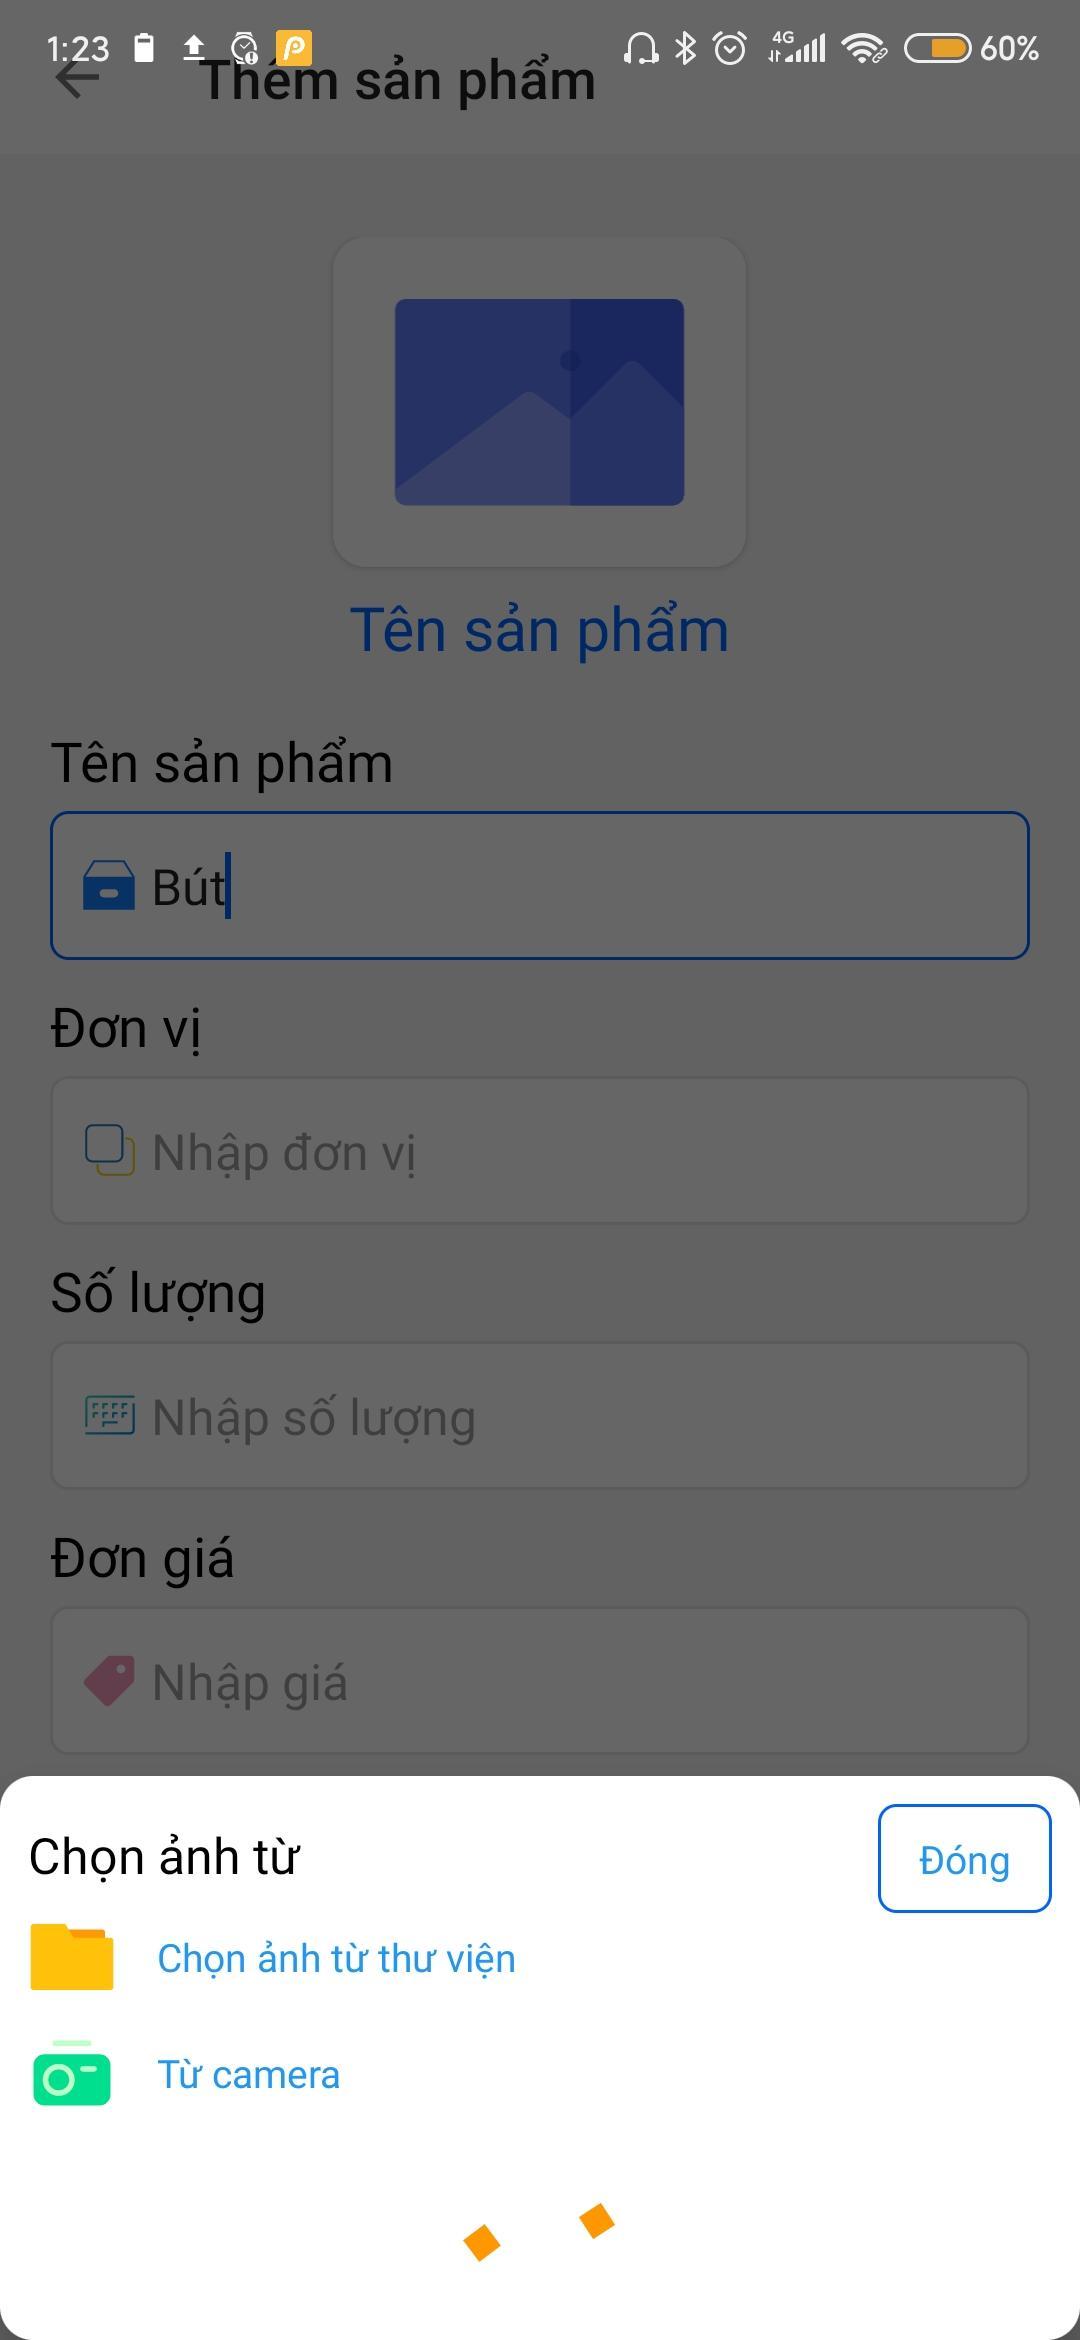 1:23
4G
60%
Thêm sản phẩm
Tên sản phẩm
Tên sản phẩm
Bút
Đơn vị
Nhập đơn vị
Số lượng
Nhập số lượng
Đơn giá
Nhập giá
Chọn ảnh từ
Đóng
Chọn ảnh từ thư viện
Từ camera